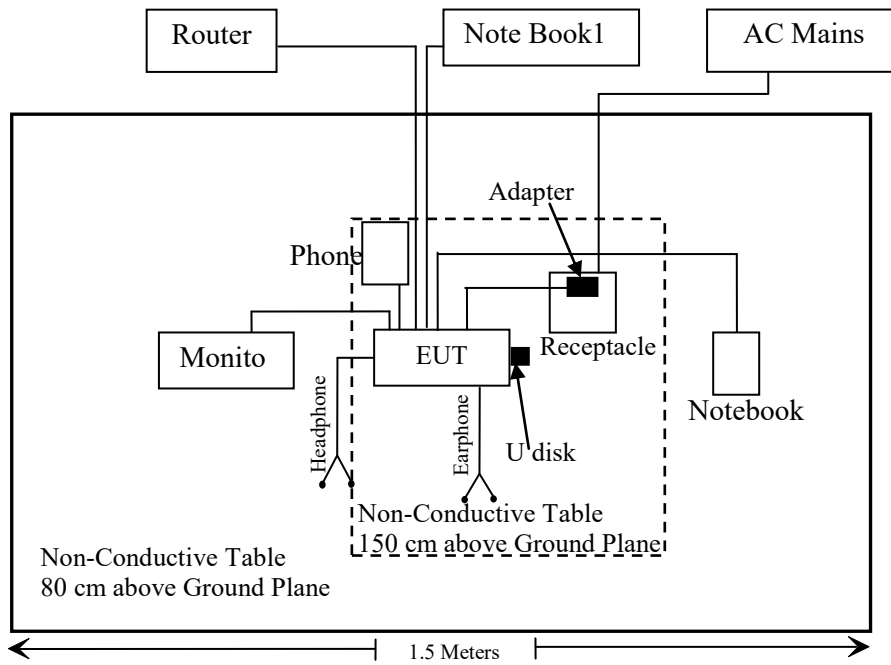 Router
Note Book1
AC Mains
Adapter
Phone
Monito
EUT
Receptacle
Notebook
Headphone
Earphone
U disk
Non-Conductive Table
150 cm above Ground Plane
Non-Conductive Table
80 cm above Ground Plane
1.5 Meters